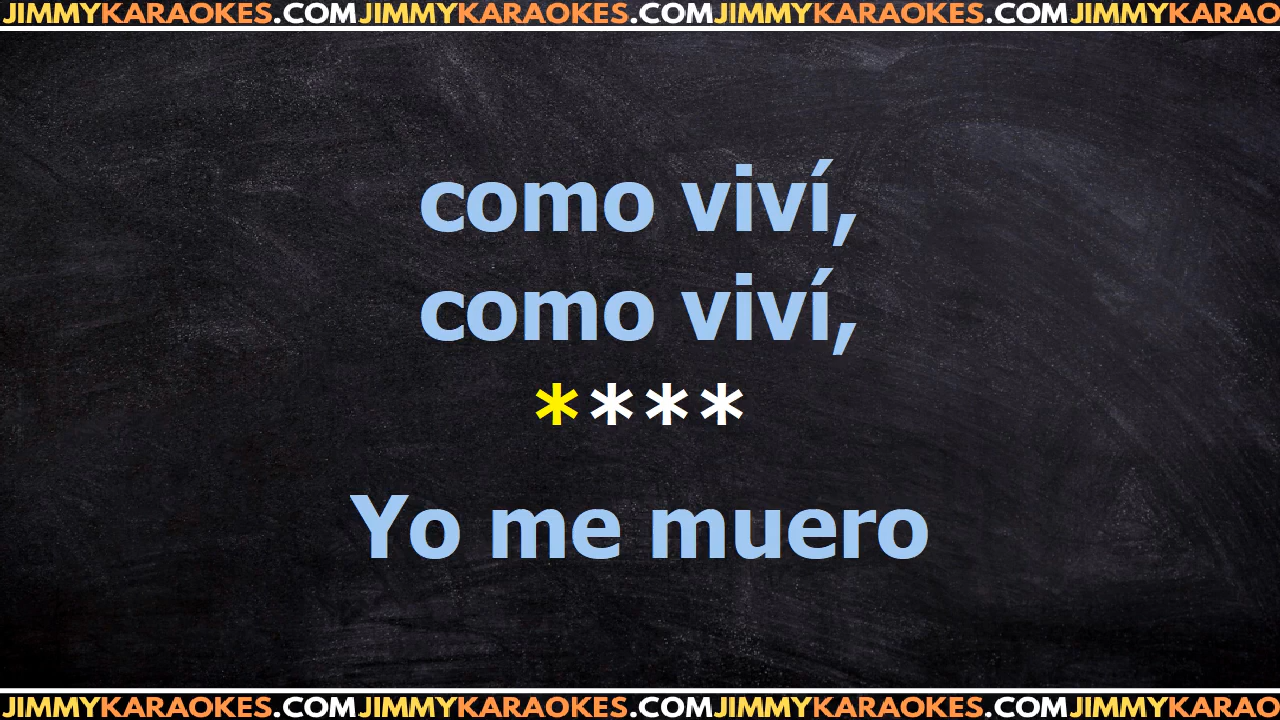 JIMMYKARAOKES.COMJIMMYKARAOKES.COMJIMMYKARAOKES.COMJIMMYKARAO
como viví,
como viví,
****
Yo me muero
JIMMYKARAOKES.COMJIMMYKARAOKES.COMJIMMYKARAOKES.COMJIMMYKARAO